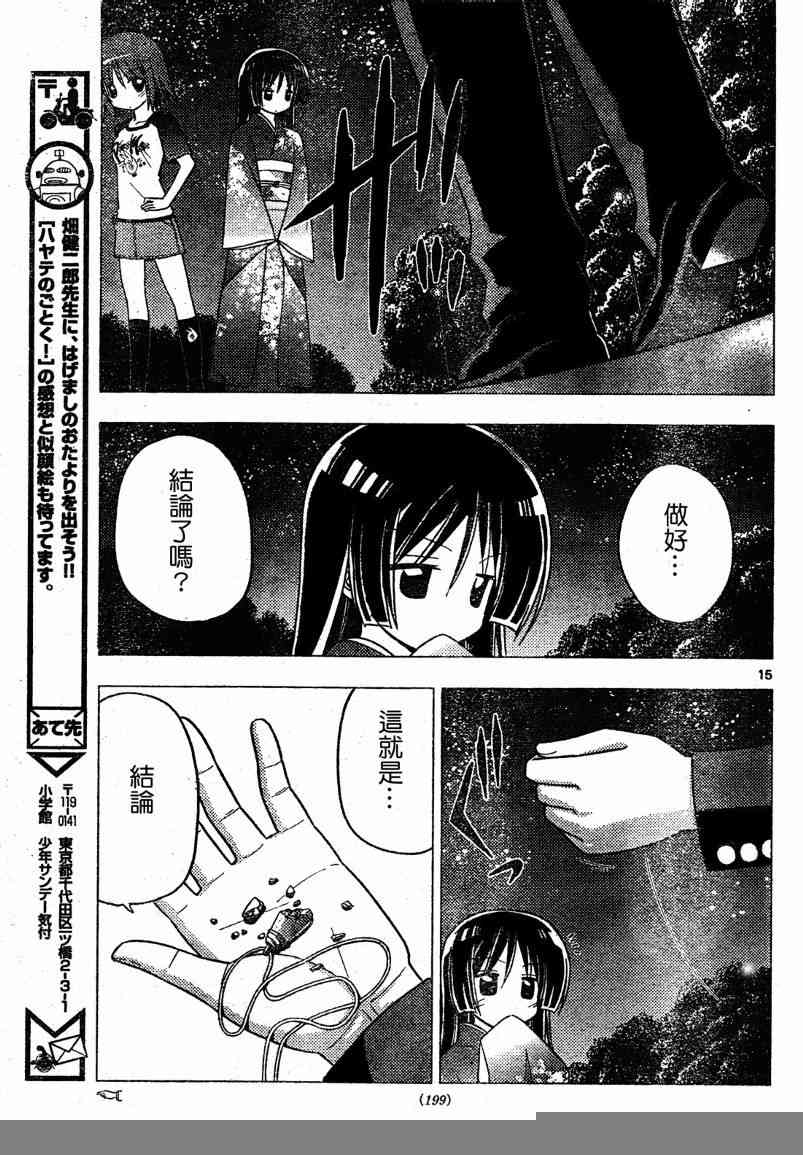 ザ
ッ
做好…
結論了嗎？
15
這就是…
結論
〒
畑健二郎先生に、はげましのおたよりを出そう!!
［ハヤテのごとく！］の感想と似顔絵も待ってます。
あて先
〒119-0141 東京都千代田区一ツ橋2-3-1
小学館 少年サンデー気付
(199)